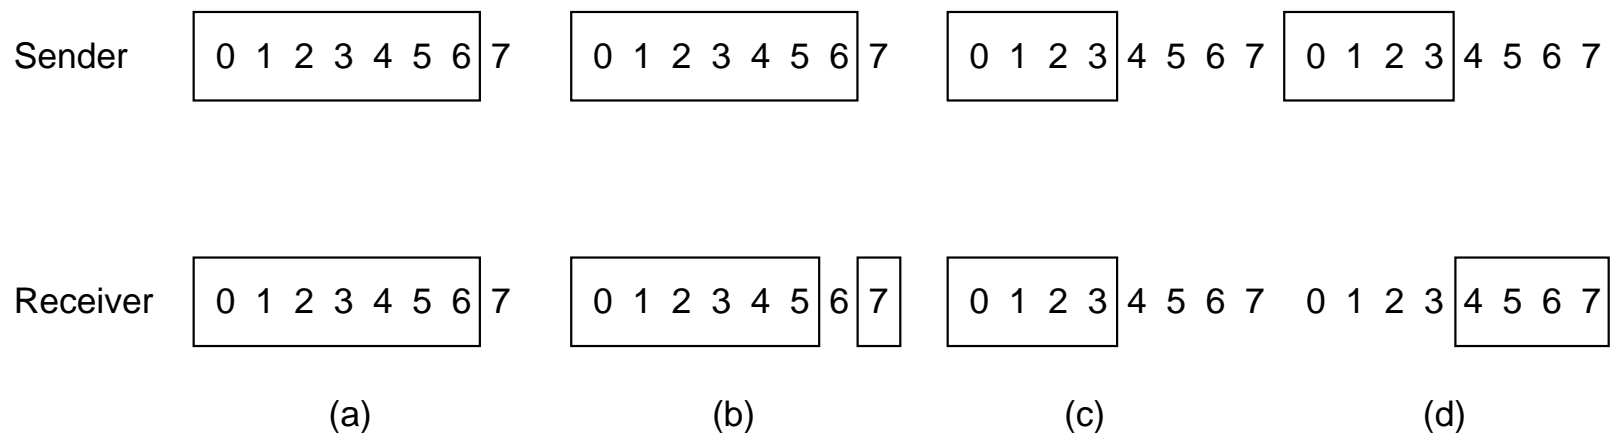 Sender 0 1 2 3 4 5 6 7 0 1 2 3 4 5 6 7 0 1 2 3 4 5 6 7 0 1 2 3 4 5 6 7
Receiver 0 1 2 3 4 5 6 7 0 1 2 3 4 5 6 7 0 1 2 3 4 5 6 7 0 1 2 3 4 5 6 7
(a) (b) (c) (d)